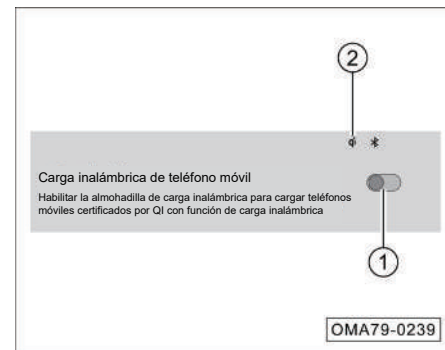 2
Carga inalámbrica de teléfono móvil
Habilitar la almohadilla de carga inalámbrica para cargar teléfonos
móviles certificados por QI con función de carga inalámbrica
1
OMA79-0239